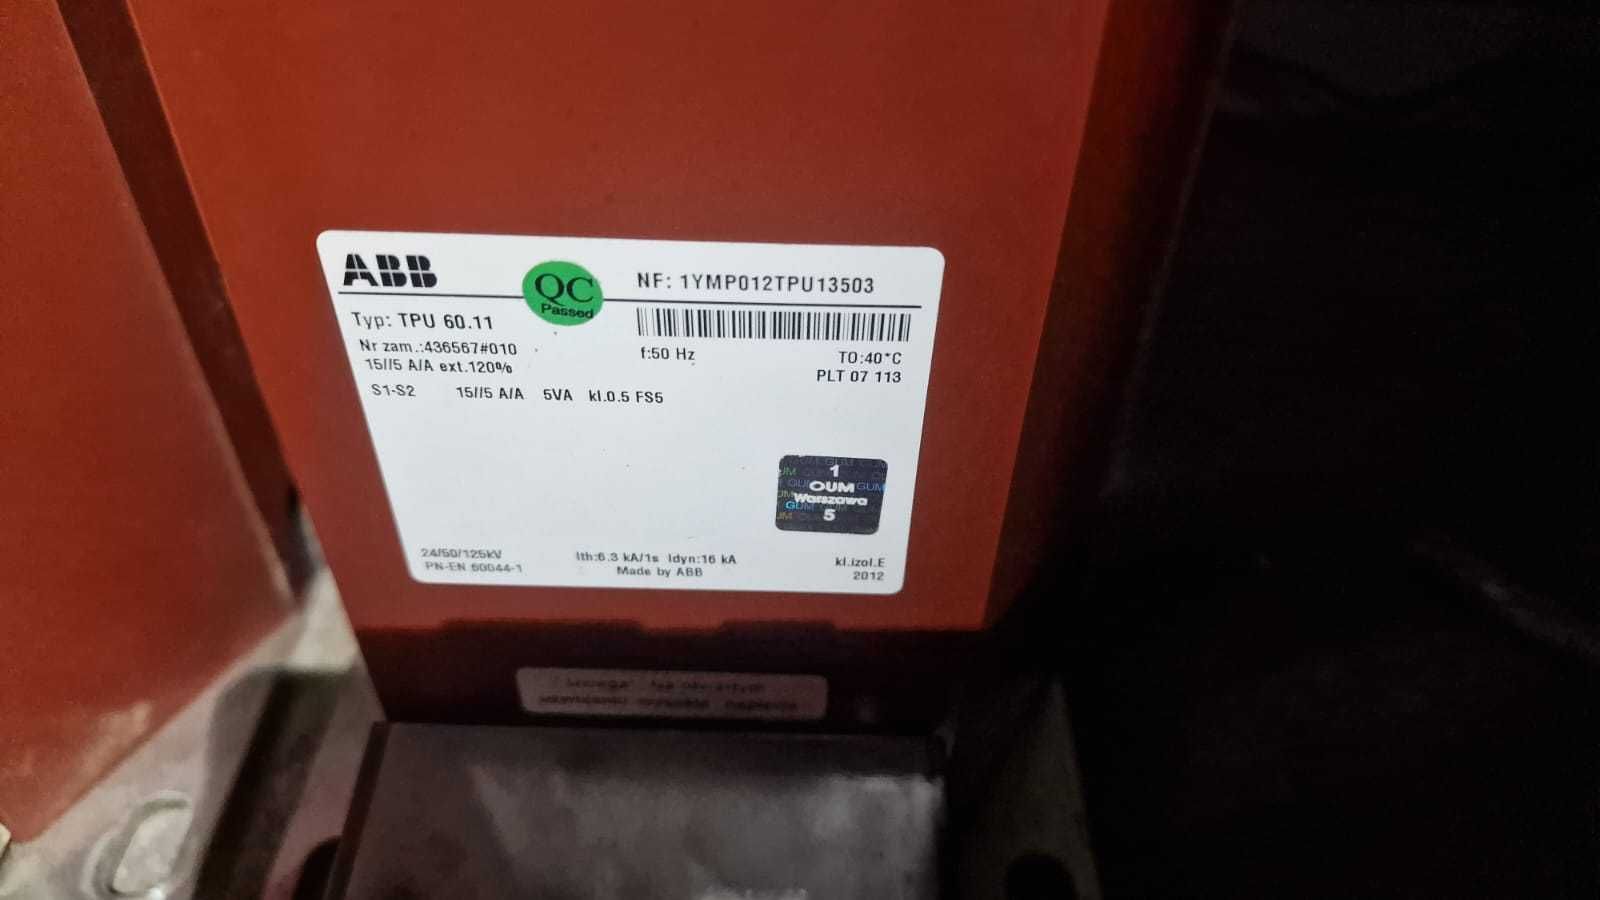 ABB
QC
Passed
NF: 1YMP012TPU13503
Typ: TPU 60.11
Nr zam.:436567#010
f:50 Hz
T0:40*C
15//5 A/A ext.120%
PLT 07 113
S1-S2 15//5 A/A 5VA kl.0.5 FS5
1
OUM
Warszawa
5
GUM
24/50/125kV
Ith:6.3 kA/1s Idyn:16 kA
kl.izol.E
PN-EN 60044-1
Made by ABB
2012